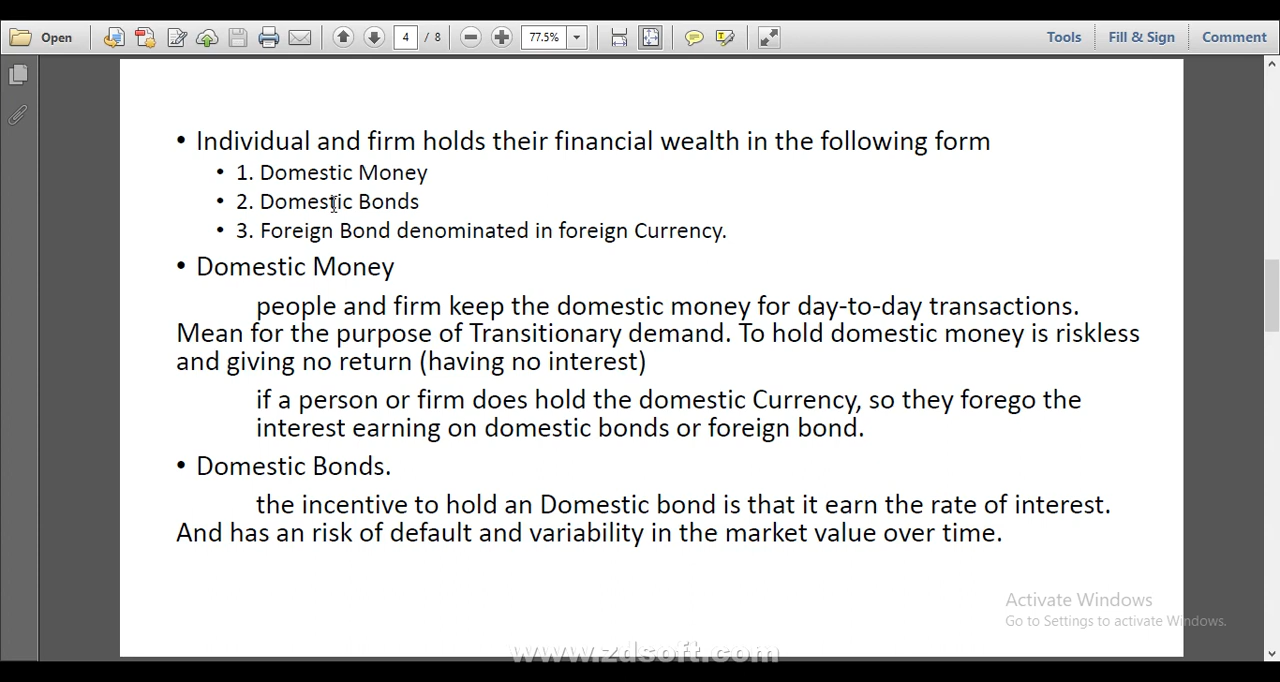 Open
4 / 8
77.5%
Tools
Fill & Sign
Comment
• Individual and firm holds their financial wealth in the following form
• 1. Domestic Money
• 2. Domestic Bonds
• 3. Foreign Bond denominated in foreign Currency.
• Domestic Money
people and firm keep the domestic money for day-to-day transactions.
Mean for the purpose of Transitionary demand. To hold domestic money is riskless
and giving no return (having no interest)
if a person or firm does hold the domestic Currency, so they forego the
interest earning on domestic bonds or foreign bond.
• Domestic Bonds.
the incentive to hold an Domestic bond is that it earn the rate of interest.
And has an risk of default and variability in the market value over time.
Activate Windows
Go to Settings to activate Windows.
www.zdsoft.com